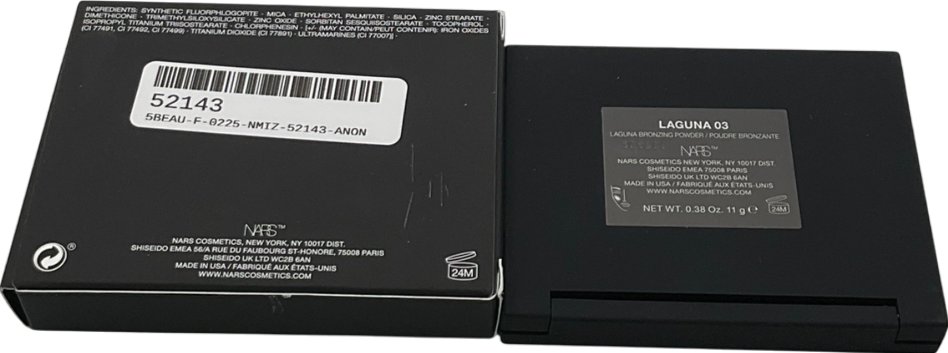 INGREDIENTS: SYNTHETIC FLUORPHLOGOPITE · MICA · ETHYLHEXYL PALMITATE · SILICA · ZINC STEARATE ·
DIMETHICONE · TRIMETHYLSILOXYSILICATE · ZINC OXIDE · SORBITAN SESQUIOSTEARATE · TOCOPHEROL ·
ISOPROPYL TITANIUM TRIISOSTEARATE · CHLORPHENESIN · [+/- (MAY CONTAIN/PEUT CONTENIR): IRON OXIDES
(CI 77491, CI 77492, CI 77499) · TITANIUM DIOXIDE (CI 77891) · ULTRAMARINES (CI 77007)] ·
52143
5BEAU-F-0225-NMIZ-52143-ANON
NARS™
NARS COSMETICS, NEW YORK, NY 10017 DIST.
SHISEIDO EMEA 56/A RUE DU FAUBOURG ST-HONORE, 75008 PARIS
SHISEIDO UK LTD WC2B 6AN
MADE IN USA / FABRIQUÉ AUX ÉTATS-UNIS
WWW.NARSCOSMETICS.COM
24M
LAGUNA 03
LAGUNA BRONZING POWDER / POUDRE BRONZANTE
NARS™
NARS COSMETICS NEW YORK, NY 10017 DIST.
SHISEIDO EMEA 75008 PARIS
SHISEIDO UK LTD WC2B 6AN
MADE IN USA / FABRIQUÉ AUX ÉTATS-UNIS
WWW.NARSCOSMETICS.COM
NET WT. 0.38 Oz. 11 g ℮
24M